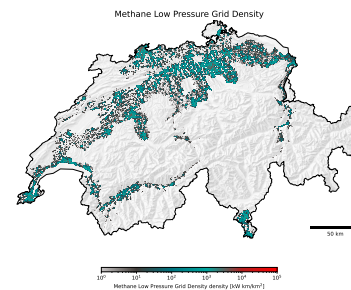 Methane Low Pressure Grid Density
50 km
10⁰ 10¹ 10² 10³ 10⁴ 10⁵
Methane Low Pressure Grid Density density [kW km/km²]